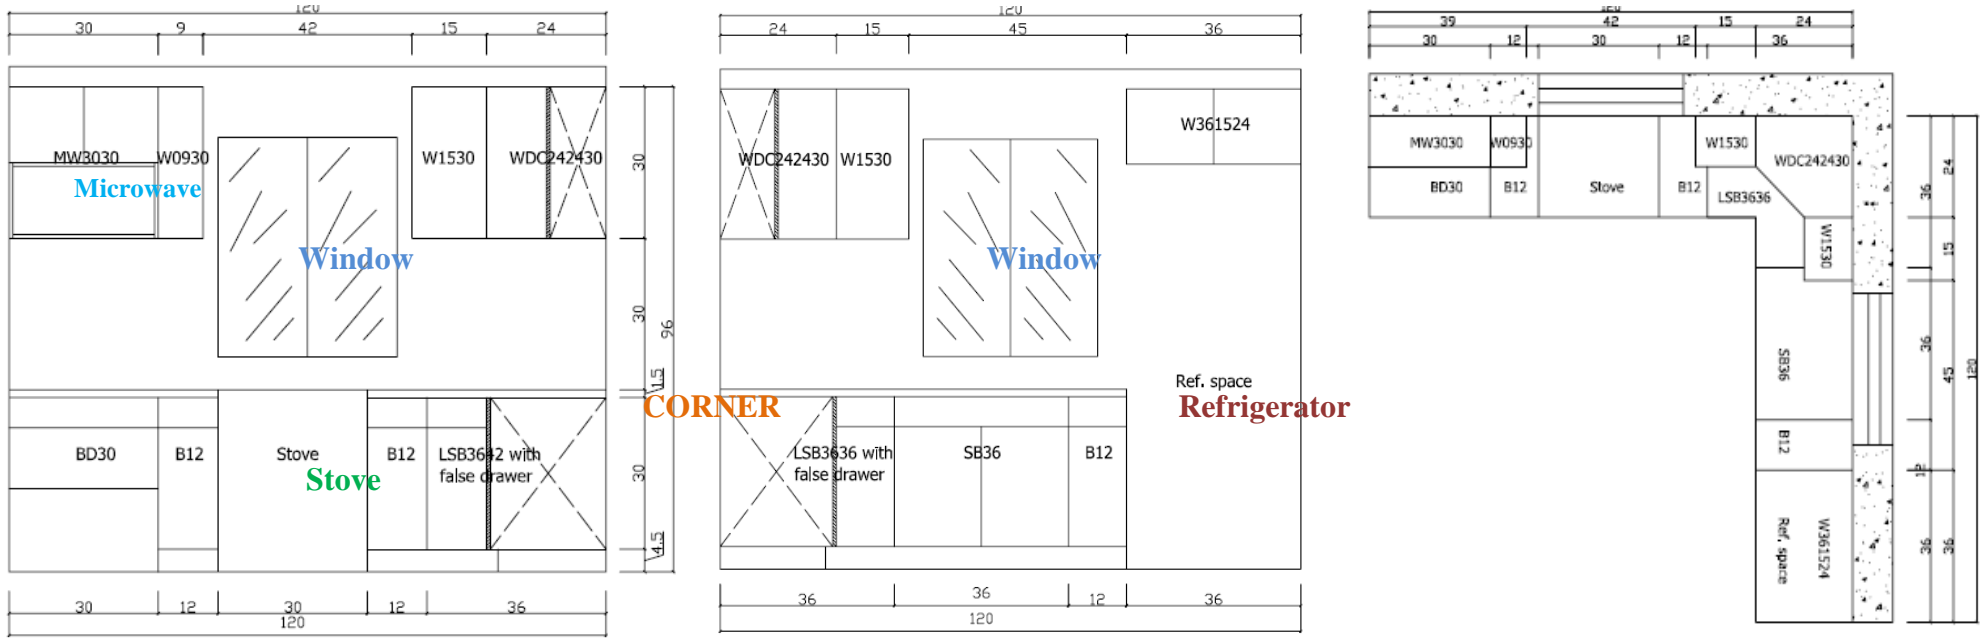 120
30 9 42 15 24
MW3030 W0930 W1530 WDC242430
Microwave
Window
30
30
96
1.5
30
4.5
BD30 B12 Stove B12 LSB3642 with
false drawer
Stove
30 12 30 12 36
120
CORNER
120
24 15 45 36
W361524
WDC242430 W1530
Window
Ref. space
Refrigerator
LSB3636 with
false drawer
SB36 B12
36 36 12 36
120
120
39 42 15 24
30 12 30 12 36
MW3030 W0930 W1530 WDC242430
BD30 B12 Stove B12 LSB3636
W1530
SB36
B12
Ref. space
W361524
36
36
12
36
24
15
45
36
120